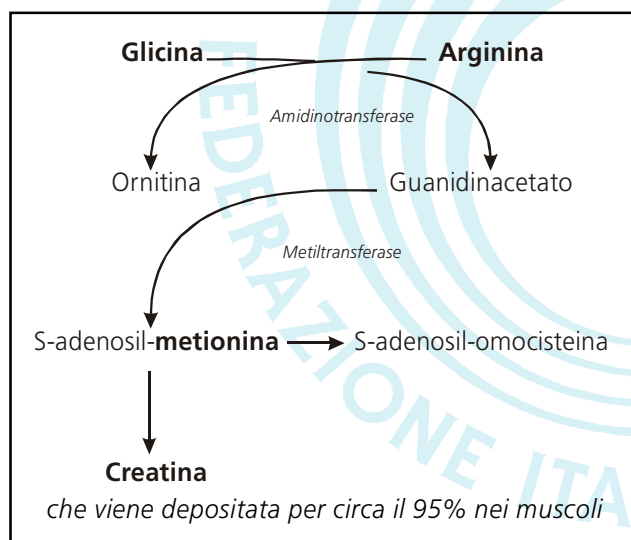 Glicina Arginina
Amidinotransferase
Ornitina Guanidinacetato
Metiltransferase
S-adenosil-metionina S-adenosil-omocisteina
Creatina
che viene depositata per circa il 95% nei muscoli
FEDERAZIONE ITA